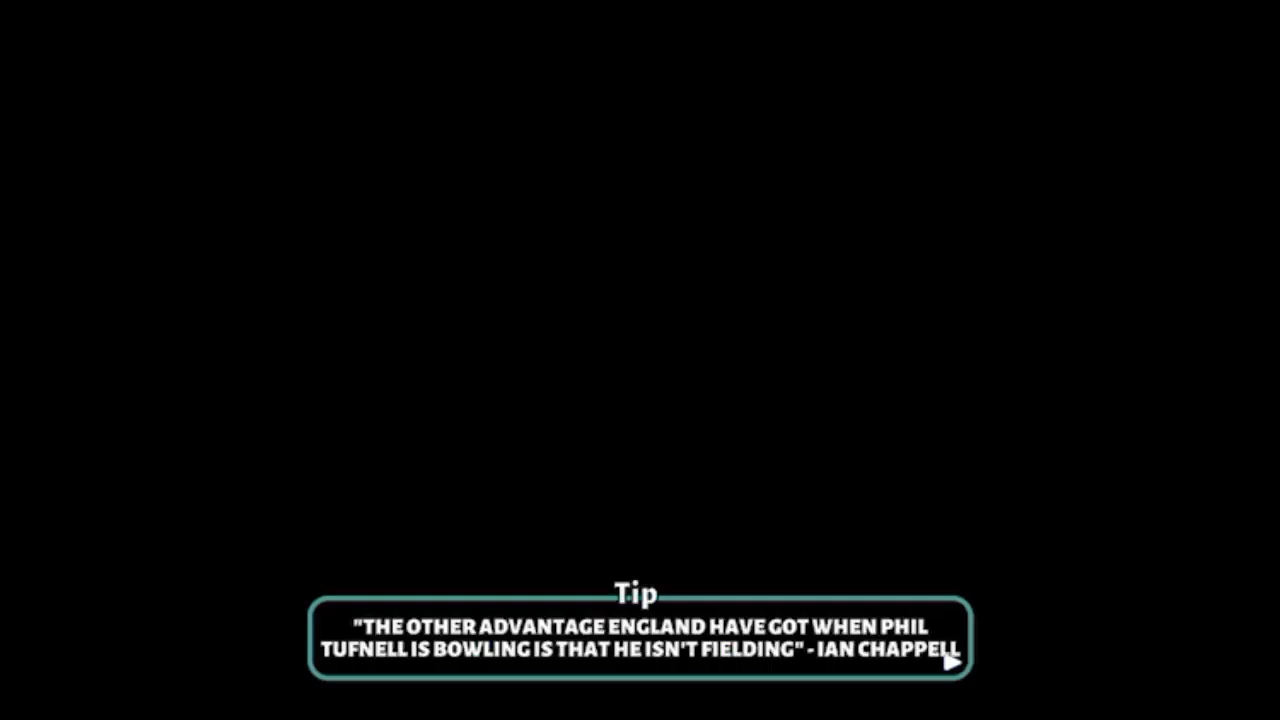 Tip
"THE OTHER ADVANTAGE ENGLAND HAVE GOT WHEN PHIL
TUFNELL IS BOWLING IS THAT HE ISN'T FIELDING" - IAN CHAPPELL